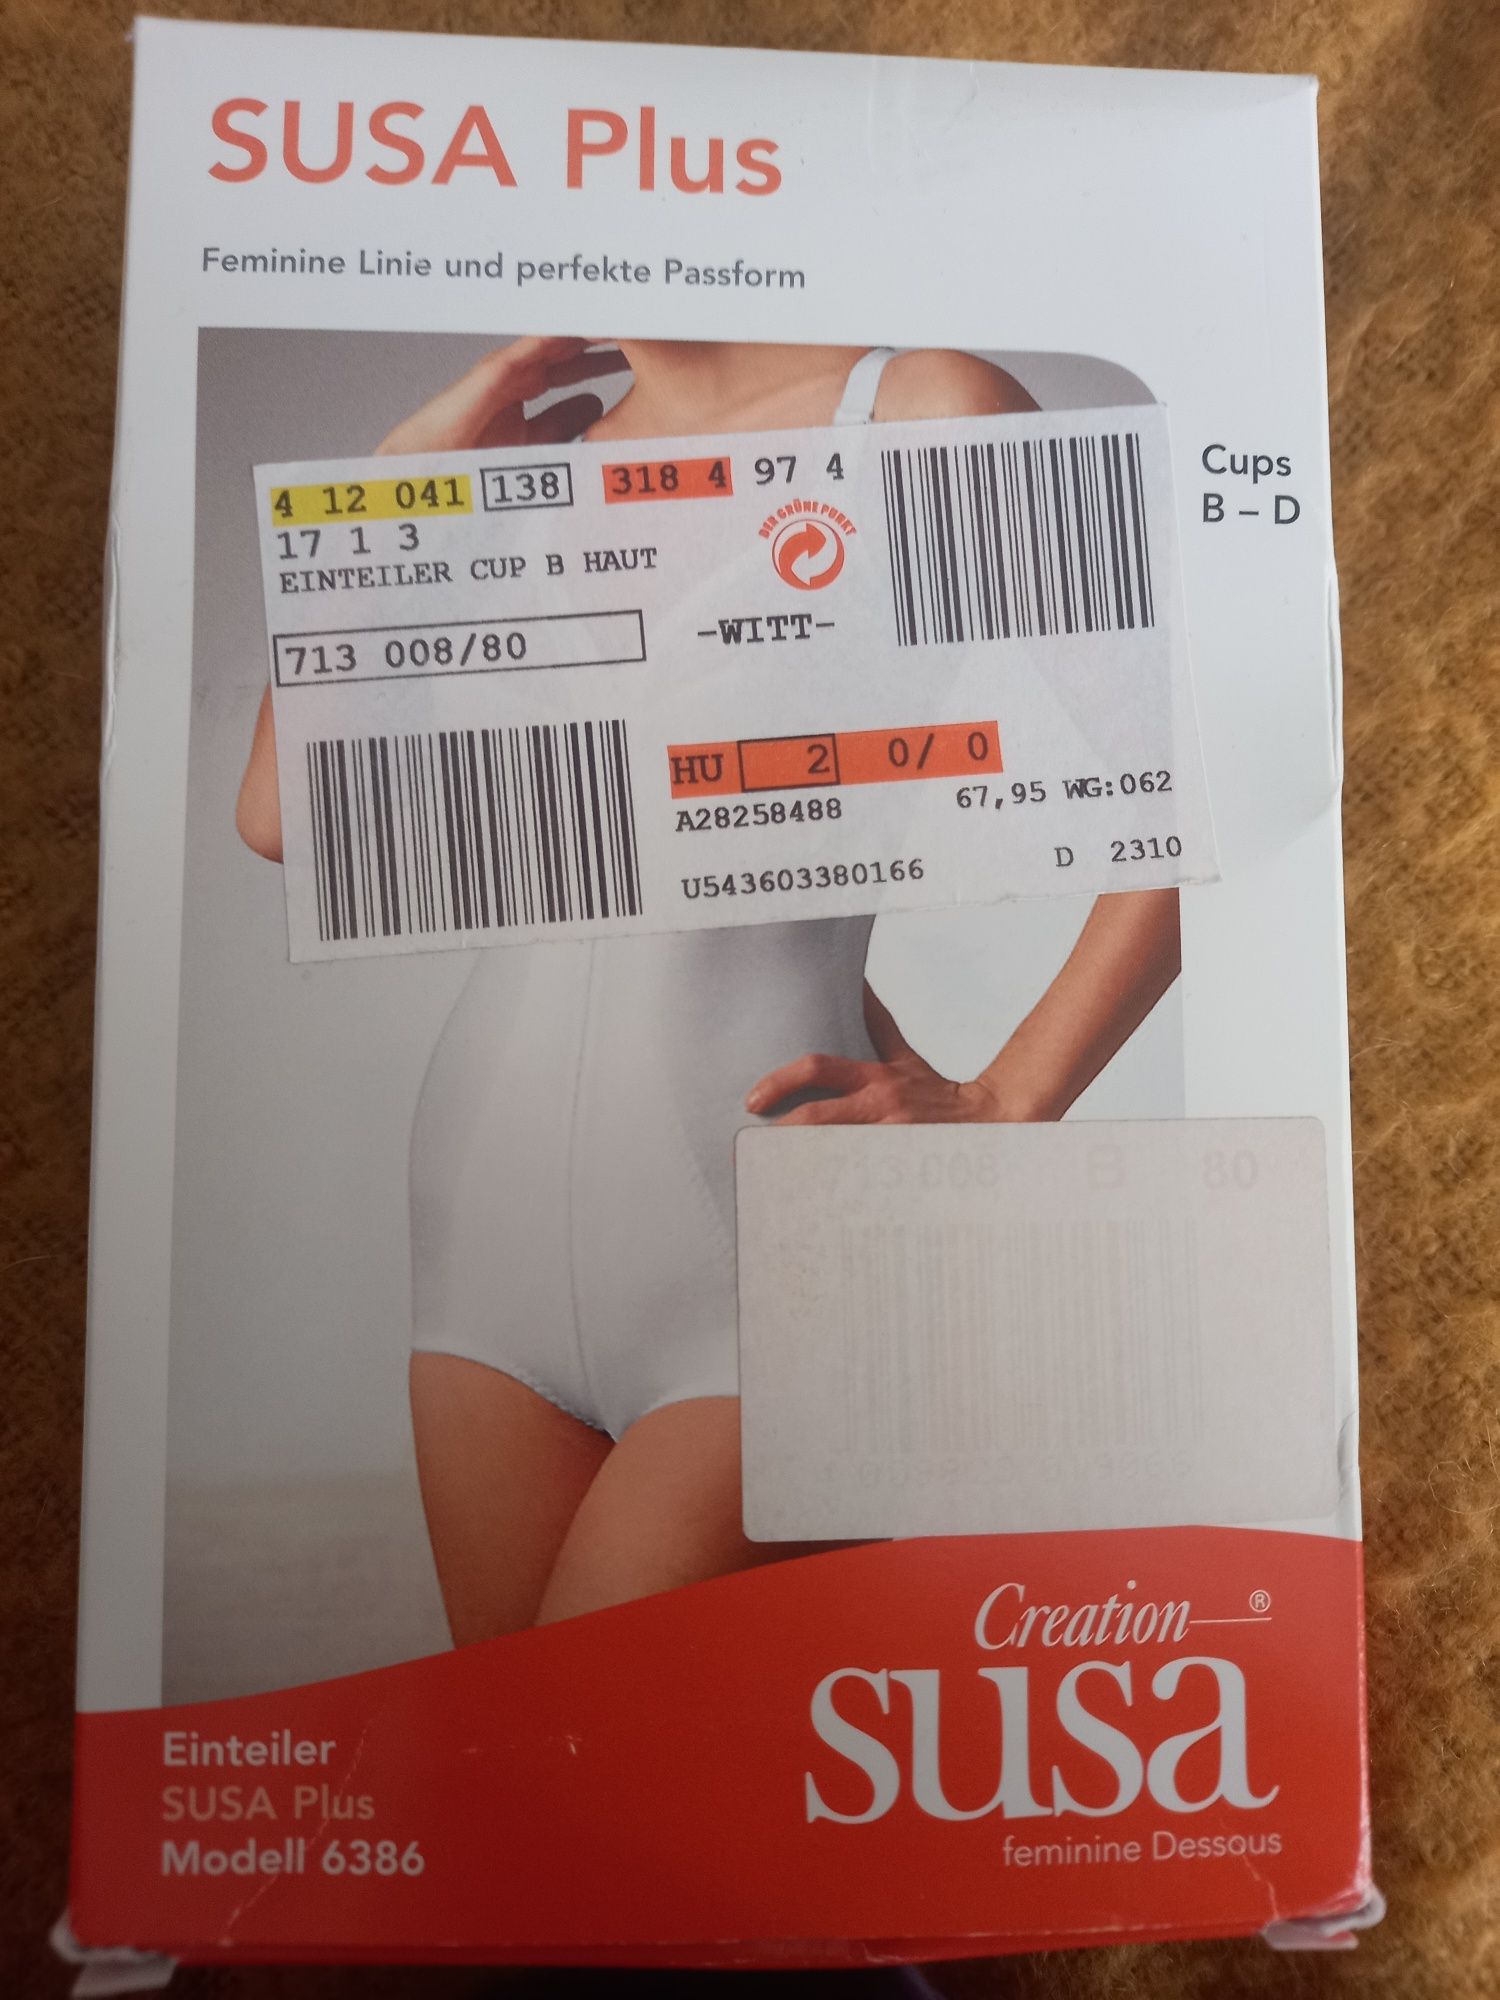 SUSA Plus
Feminine Linie und perfekte Passform
Cups
B – D
4 12 041 138 318 4 97 4
17 1 3
EINTEILER CUP B HAUT
DER GRÜNE PUNKT
713 008/80
-WITT-
HU 2 0/ 0
A28258488 67,95 WG:062
U543603380166 D 2310
713 008 B 80
Creation ®
susa
feminine Dessous
Einteiler
SUSA Plus
Modell 6386